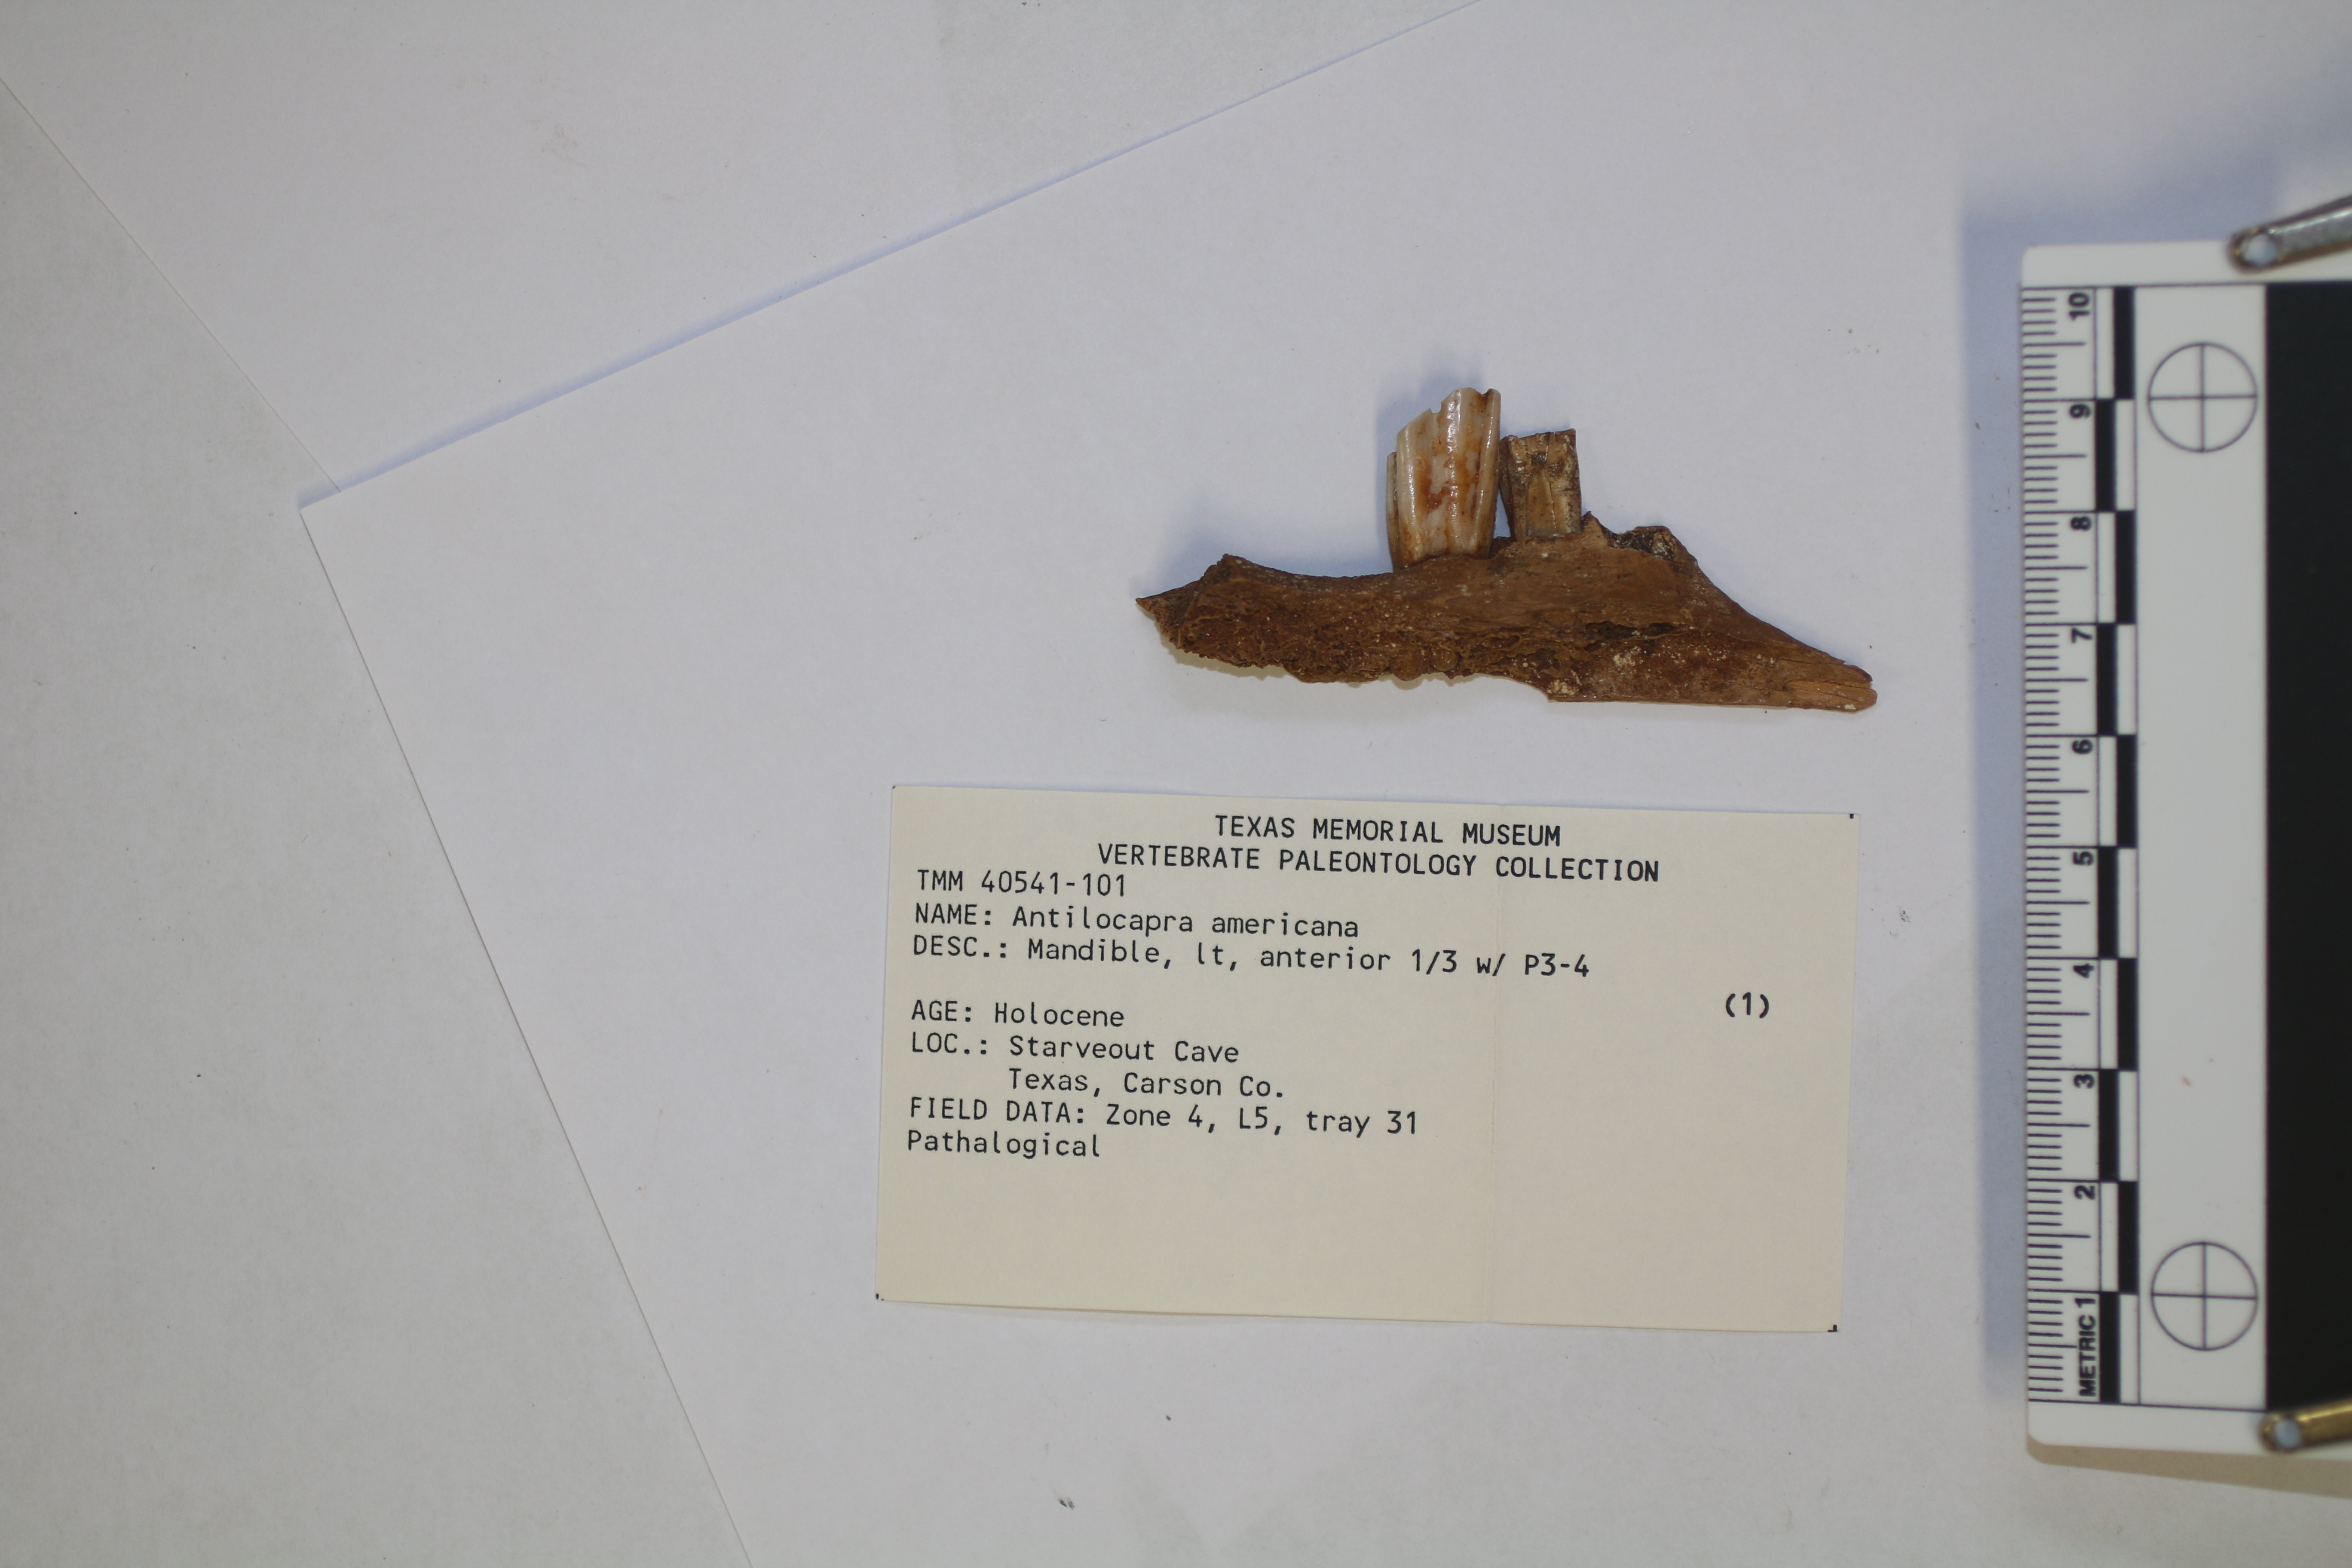 TEXAS MEMORIAL MUSEUM
VERTEBRATE PALEONTOLOGY COLLECTION
TMM 40541-101
NAME: Antilocapra americana
DESC.: Mandible, lt, anterior 1/3 w/ P3-4
(1)
AGE: Holocene
LOC.: Starveout Cave
Texas, Carson Co.
FIELD DATA: Zone 4, L5, tray 31
Pathalogical
METRIC 1 2 3 4 5 6 7 8 9 10